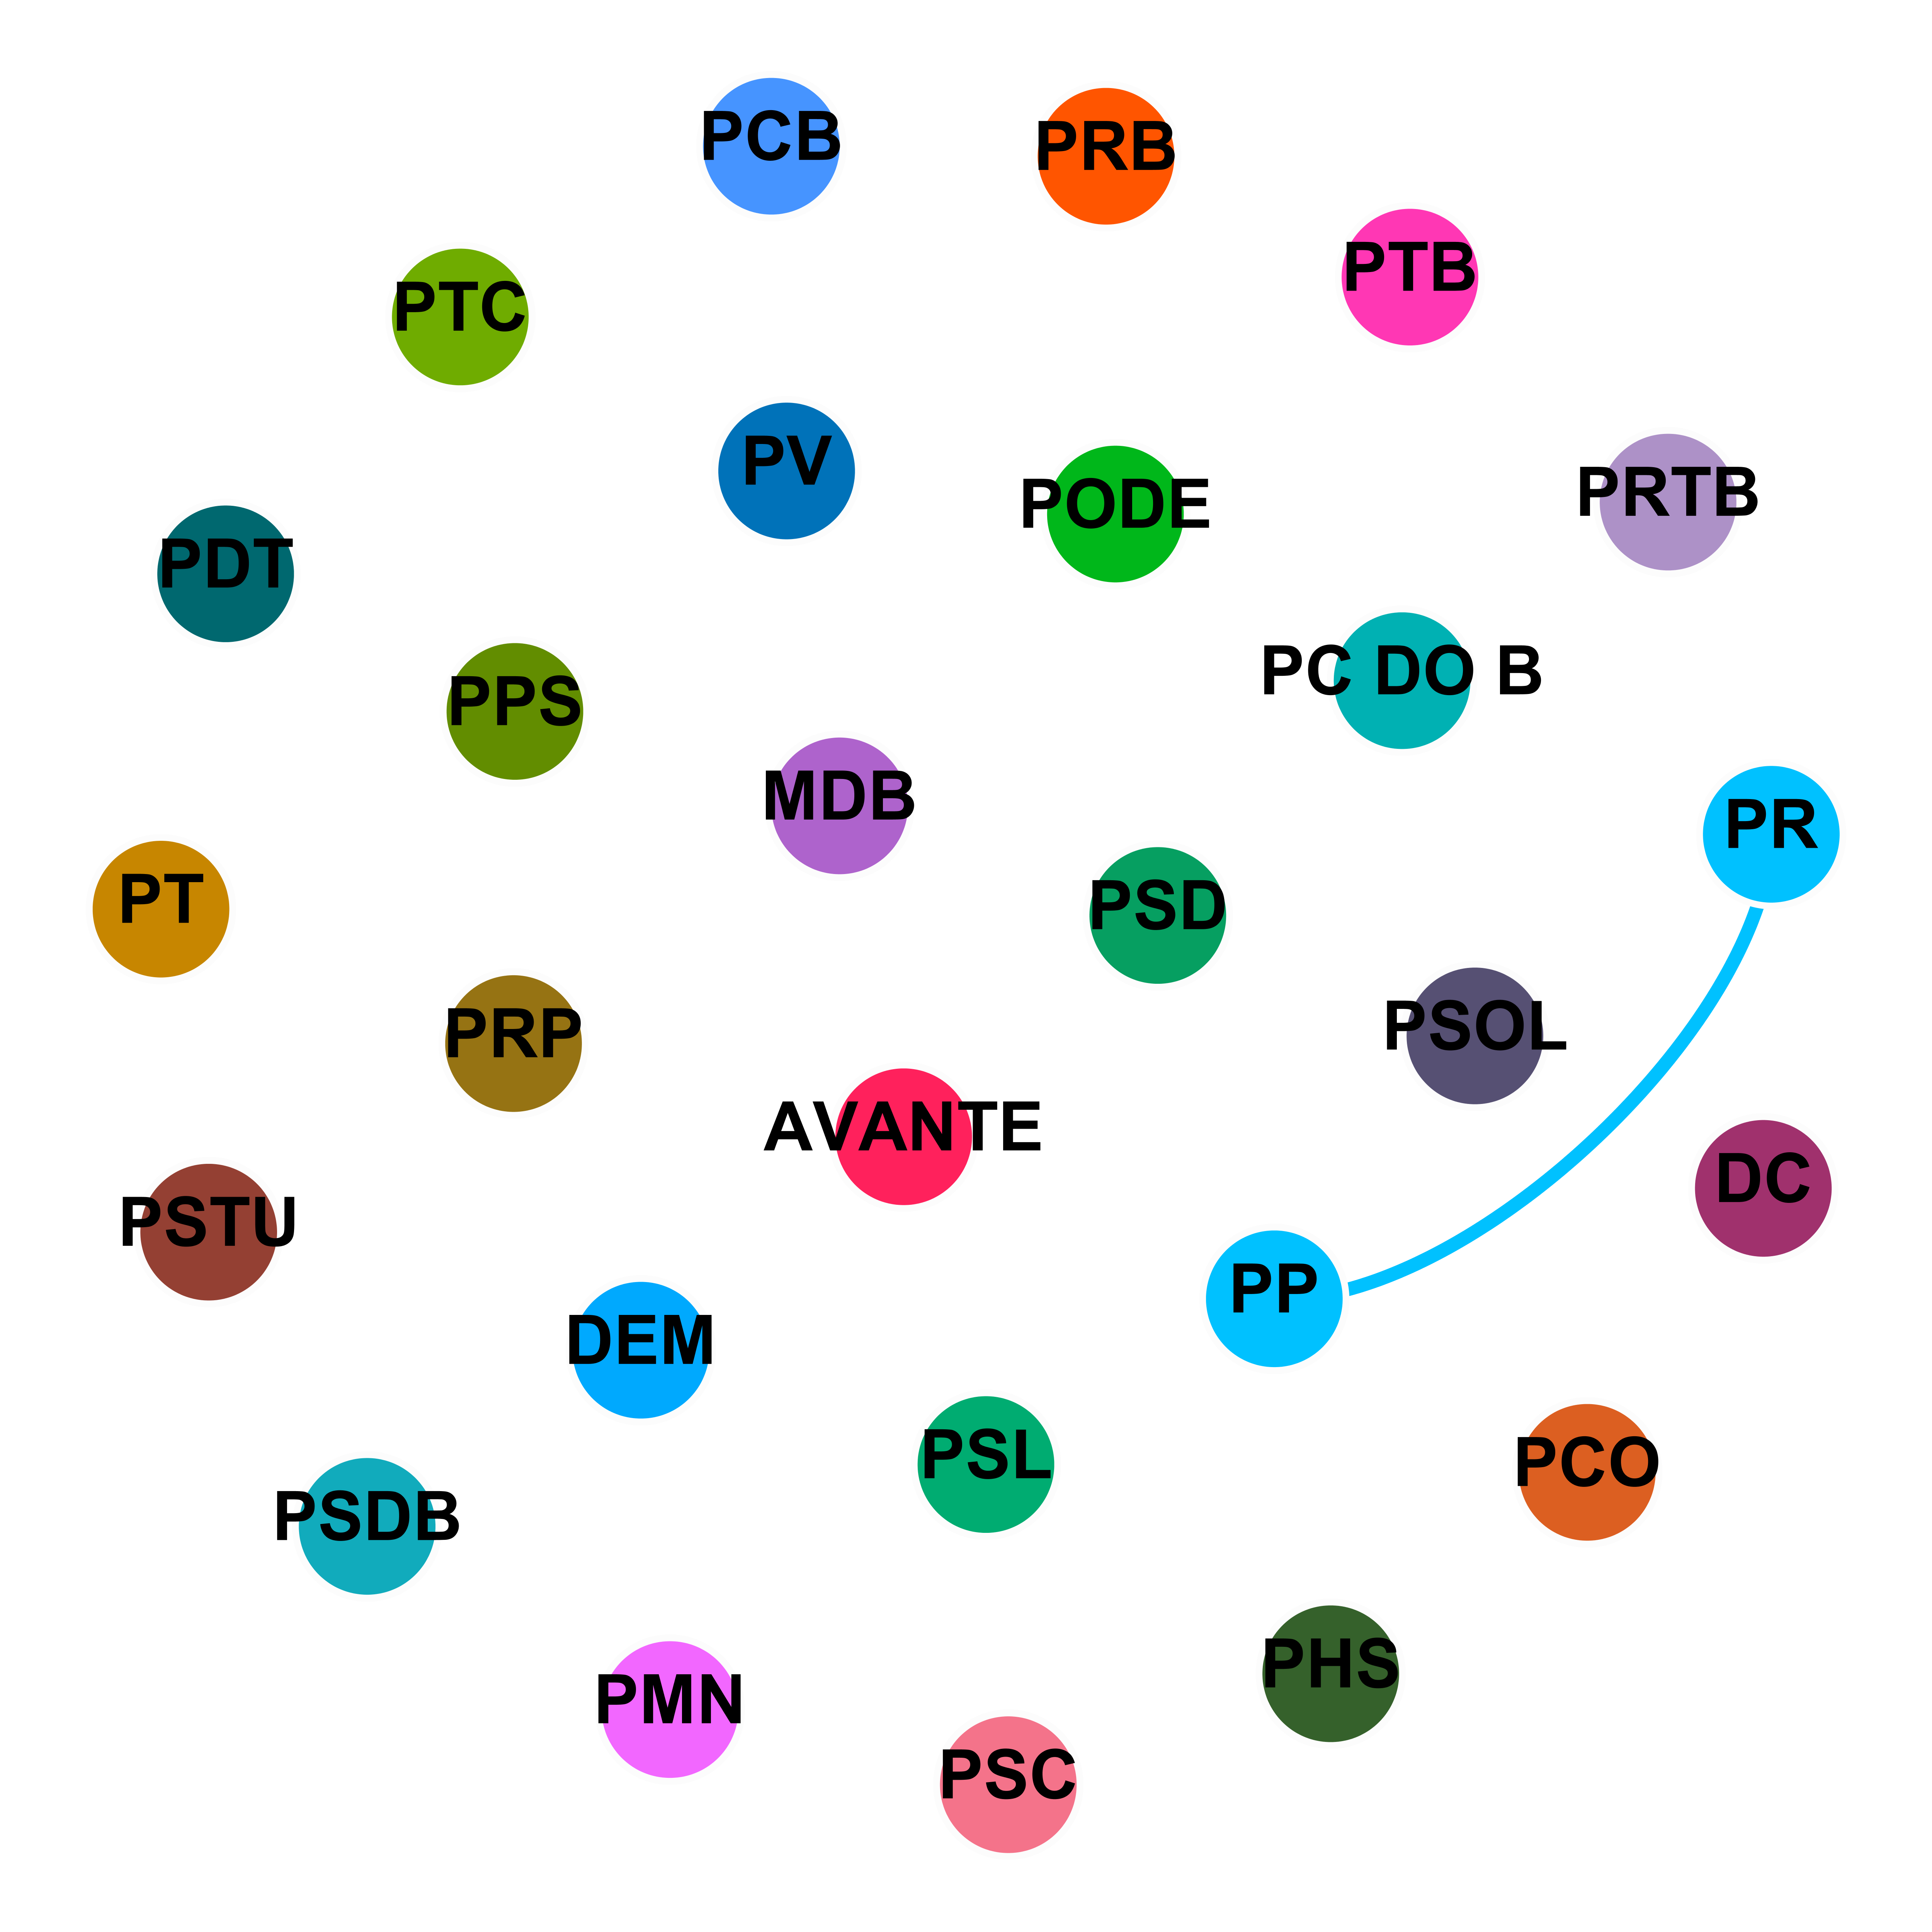 PCB
PRB
PTB
PTC
PV
PODE
PRTB
PDT
PC DO B
PPS
MDB
PR
PT
PSD
PSOL
PRP
AVANTE
DC
PSTU
PP
DEM
PSL
PCO
PSDB
PHS
PMN
PSC